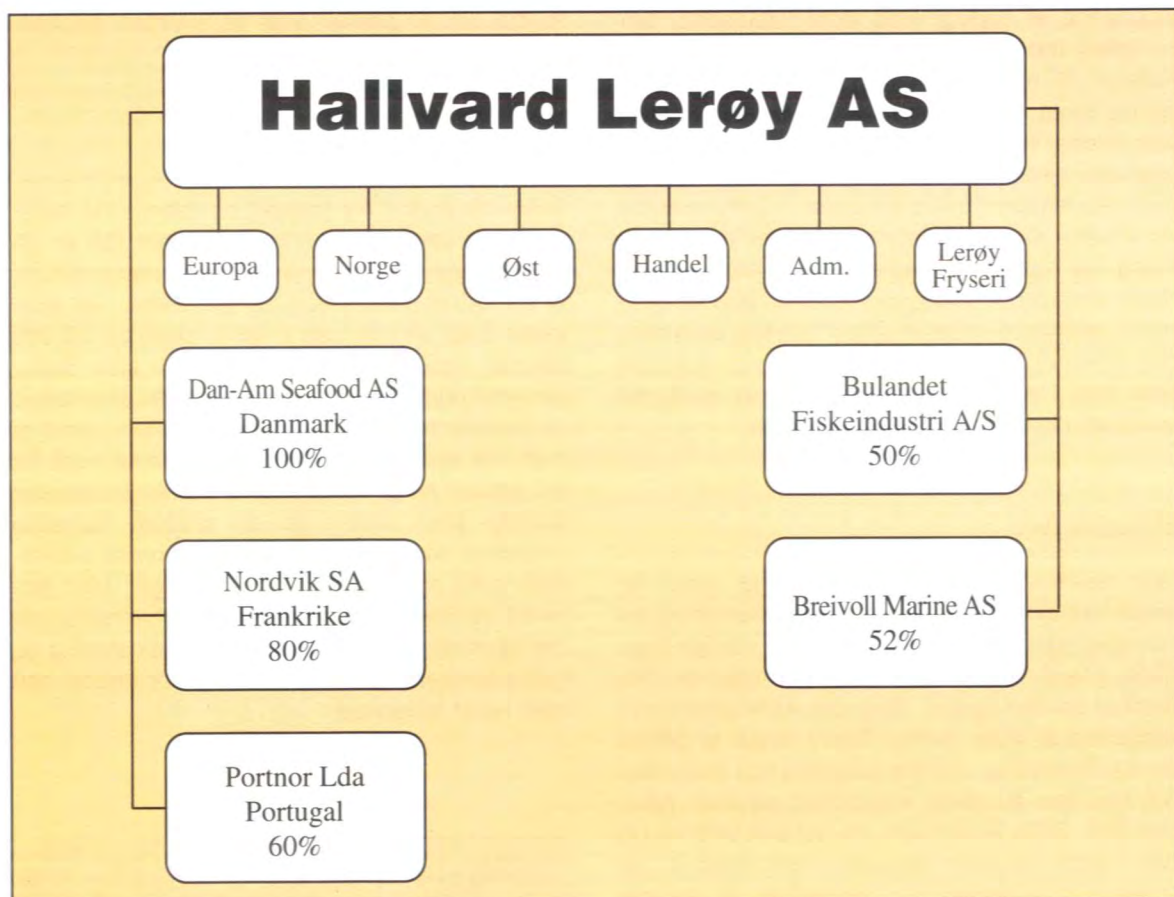 Hallvard Lerøy AS
Europa
Norge
Øst
Handel
Adm.
Lerøy
Fryseri
Dan-Am Seafood AS
Danmark
100%
Bulandet
Fiskeindustri A/S
50%
Nordvik SA
Frankrike
80%
Breivoll Marine AS
52%
Portnor Lda
Portugal
60%